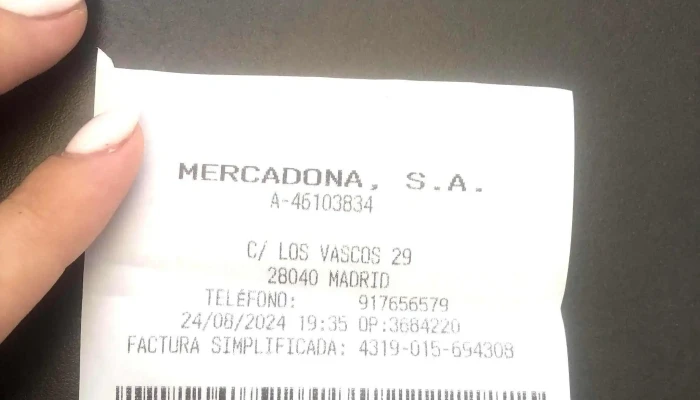 MERCADONA, S.A.
A-46103834
C/ LOS VASCOS 29
28040 MADRID
TELÉFONO: 917656579
24/08/2024 19:35 OP:3684220
FACTURA SIMPLIFICADA: 4319-015-694308